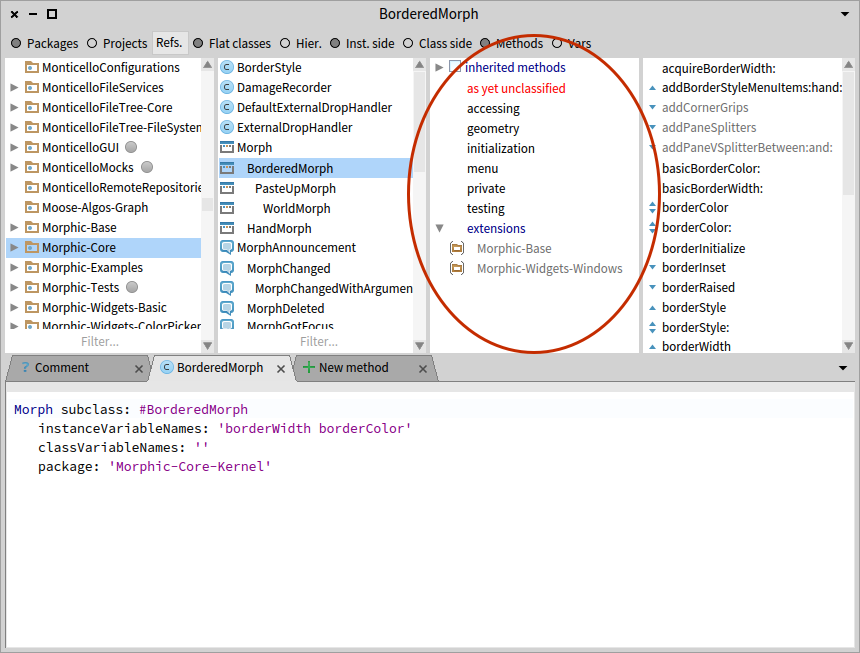 BorderedMorph
Packages Projects Refs. Flat classes Hier. Inst. side Class side Methods Vars
MonticelloConfigurations
MonticelloFileServices
MonticelloFileTree-Core
MonticelloFileTree-FileSystem
MonticelloGUI
MonticelloMocks
MonticelloRemoteRepositorie
Moose-Algos-Graph
Morphic-Base
Morphic-Core
Morphic-Examples
Morphic-Tests
Morphic-Widgets-Basic
Morphic-Widgets-ColorPicker
Filter...
BorderStyle
DamageRecorder
DefaultExternalDropHandler
ExternalDropHandler
Morph
BorderedMorph
PasteUpMorph
WorldMorph
HandMorph
MorphAnnouncement
MorphChanged
MorphChangedWithArgumen
MorphDeleted
MorphGotFocus
Filter...
inherited methods
as yet unclassified
accessing
geometry
initialization
menu
private
testing
extensions
Morphic-Base
Morphic-Widgets-Windows
acquireBorderWidth:
addBorderStyleMenuItems:hand:
addCornerGrips
addPaneSplitters
addPaneVSplitterBetween:and:
basicBorderColor:
basicBorderWidth:
borderColor
borderColor:
borderInitialize
borderInset
borderRaised
borderStyle
borderStyle:
borderWidth
? Comment
BorderedMorph
New method
Morph subclass: #BorderedMorph
instanceVariableNames: 'borderWidth borderColor'
classVariableNames: ''
package: 'Morphic-Core-Kernel'